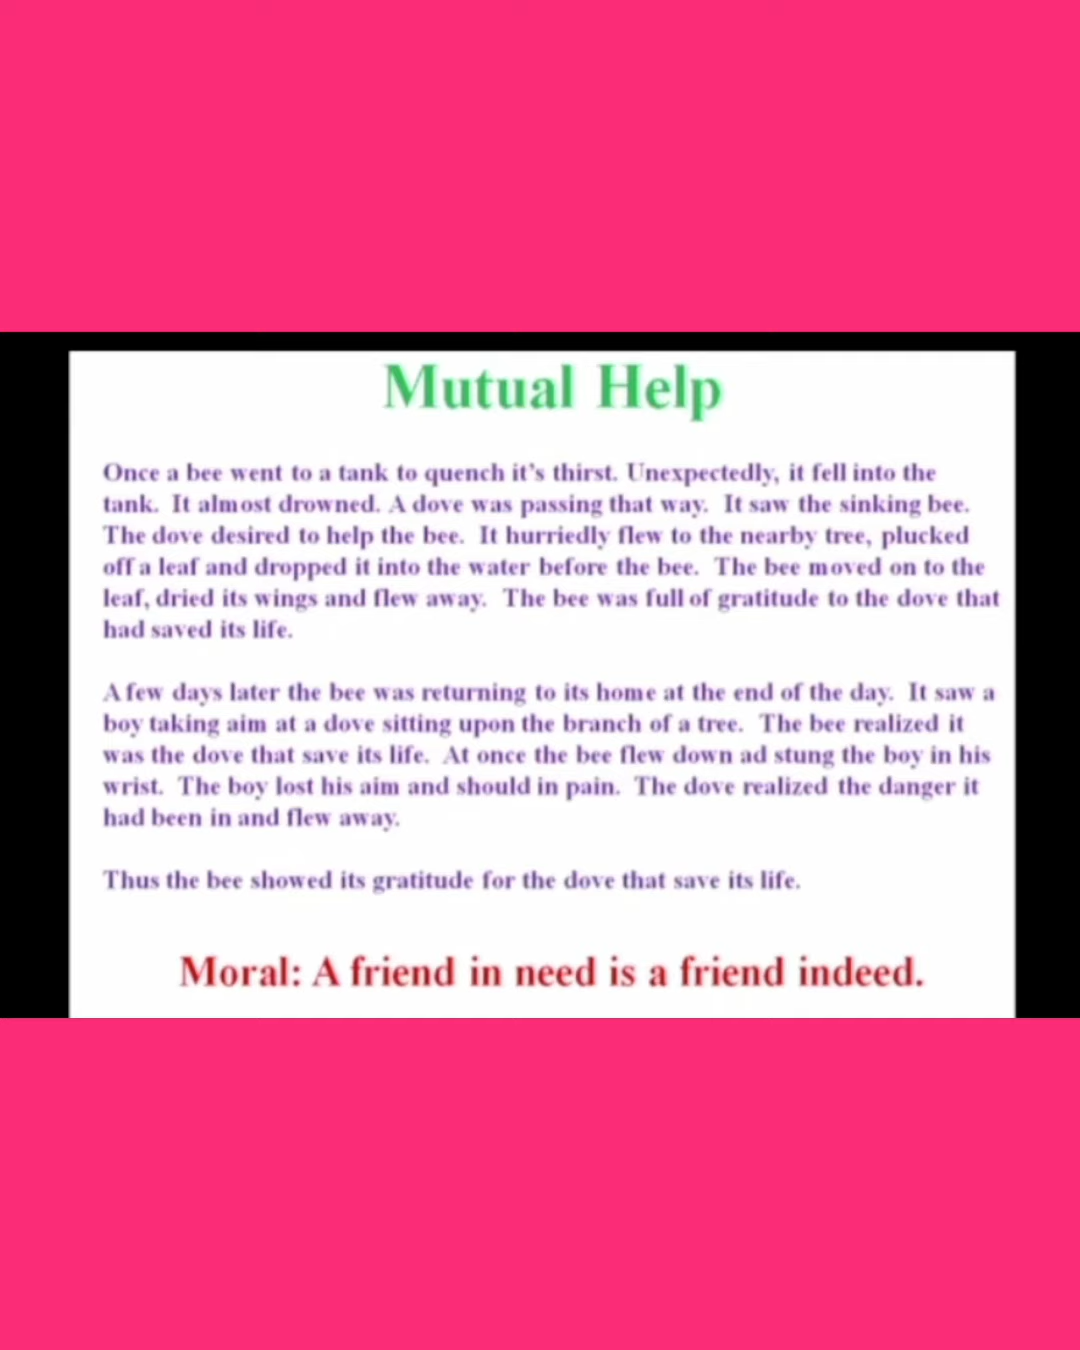 Mutual Help
Once a bee went to a tank to quench it's thirst. Unexpectedly, it fell into the
tank. It almost drowned. A dove was passing that way. It saw the sinking bee.
The dove desired to help the bee. It hurriedly flew to the nearby tree, plucked
off a leaf and dropped it into the water before the bee. The bee moved on to the
leaf, dried its wings and flew away. The bee was full of gratitude to the dove that
had saved its life.
A few days later the bee was returning to its home at the end of the day. It saw a
boy taking aim at a dove sitting upon the branch of a tree. The bee realized it
was the dove that save its life. At once the bee flew down ad stung the boy in his
wrist. The boy lost his aim and should in pain. The dove realized the danger it
had been in and flew away.
Thus the bee showed its gratitude for the dove that save its life.
Moral: A friend in need is a friend indeed.